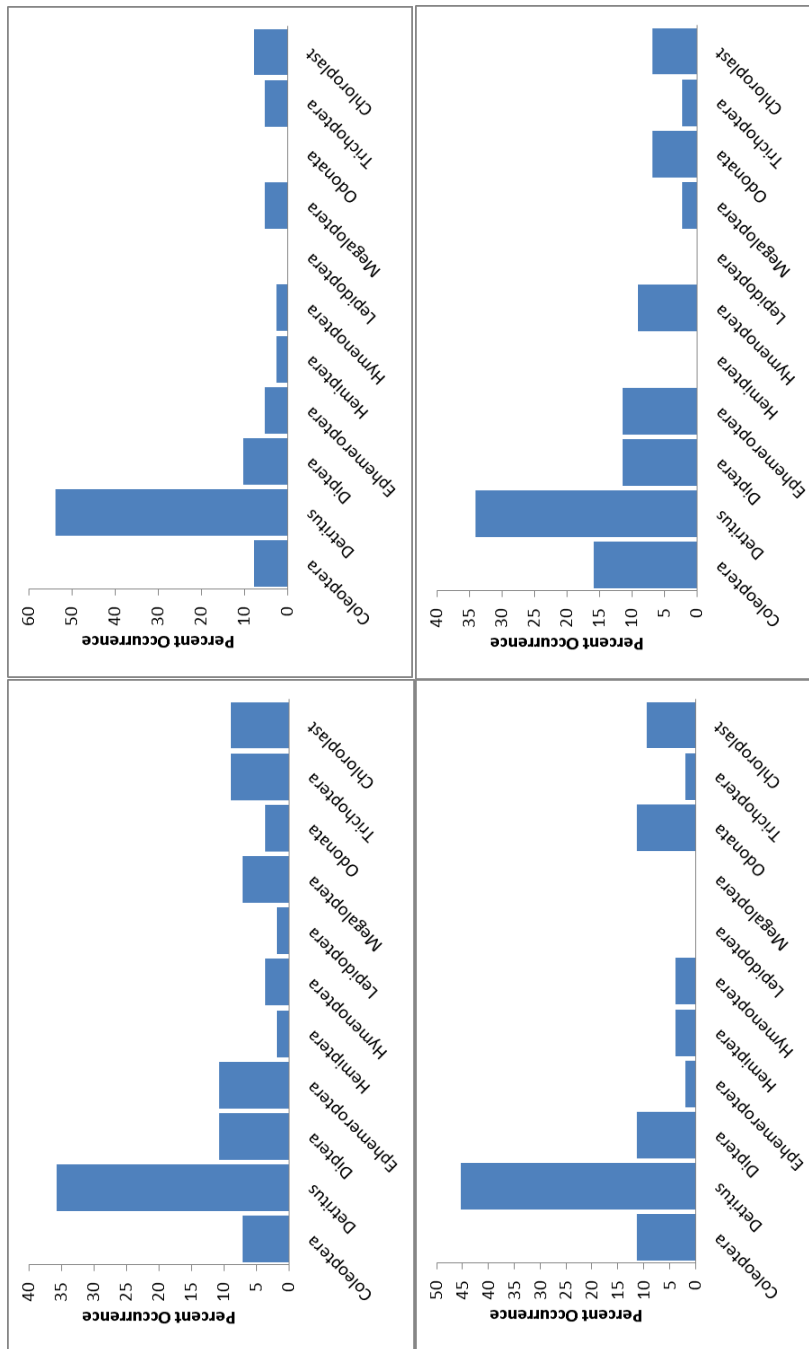 Percent Occurrence
40
35
30
25
20
15
10
5
0
Coleoptera
Detritus
Diptera
Ephemeroptera
Hemiptera
Hymenoptera
Lepidoptera
Megaloptera
Odonata
Trichoptera
Chloroplast
Percent Occurrence
60
50
40
30
20
10
0
Coleoptera
Detritus
Diptera
Ephemeroptera
Hemiptera
Hymenoptera
Lepidoptera
Megaloptera
Odonata
Trichoptera
Chloroplast
Percent Occurrence
50
45
40
35
30
25
20
15
10
5
0
Coleoptera
Detritus
Diptera
Ephemeroptera
Hemiptera
Hymenoptera
Lepidoptera
Megaloptera
Odonata
Trichoptera
Chloroplast
Percent Occurrence
40
35
30
25
20
15
10
5
0
Coleoptera
Detritus
Diptera
Ephemeroptera
Hemiptera
Hymenoptera
Lepidoptera
Megaloptera
Odonata
Trichoptera
Chloroplast